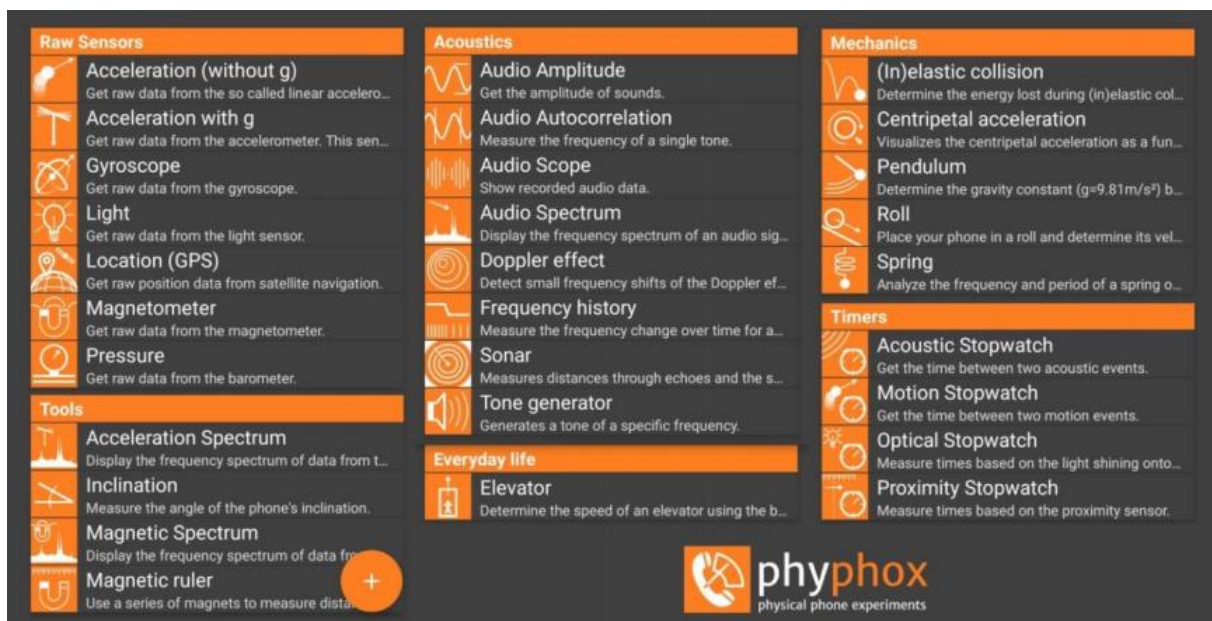 Raw Sensors
Acceleration (without g)
Get raw data from the so called linear accelero...
Acceleration with g
Get raw data from the accelerometer. This sen...
Gyroscope
Get raw data from the gyroscope.
Light
Get raw data from the light sensor.
Location (GPS)
Get raw position data from satellite navigation.
Magnetometer
Get raw data from the magnetometer.
Pressure
Get raw data from the barometer.
Tools
Acceleration Spectrum
Display the frequency spectrum of data from t...
Inclination
Measure the angle of the phone's inclination.
Magnetic Spectrum
Display the frequency spectrum of data
Magnetic ruler
Use a series of magnets to measure
+
Acoustics
Audio Amplitude
Get the amplitude of sounds.
Audio Autocorrelation
Measure the frequency of a single tone.
Audio Scope
Show recorded audio data.
Audio Spectrum
Display the frequency spectrum of an audio sig...
Doppler effect
Detect small frequency shifts of the Doppler ef...
Frequency history
Measure the frequency change over time for a...
Sonar
Measures distances through echoes and the s...
Tone generator
Generates a tone of a specific frequency.
Everyday life
Elevator
Determine the speed of an elevator using the b...
Mechanics
(In)elastic collision
Determine the energy lost during (in)elastic col...
Centripetal acceleration
Visualizes the centripetal acceleration as a fun...
Pendulum
Determine the gravity constant (g=9.81m/s²) b...
Roll
Place your phone in a roll and determine its vel...
Spring
Analyze the frequency and period of a spring o...
Timers
Acoustic Stopwatch
Get the time between two acoustic events.
Motion Stopwatch
Get the time between two motion events.
Optical Stopwatch
Measure times based on the light shining onto...
Proximity Stopwatch
Measure times based on the proximity sensor.
phyphox
physical phone experiments